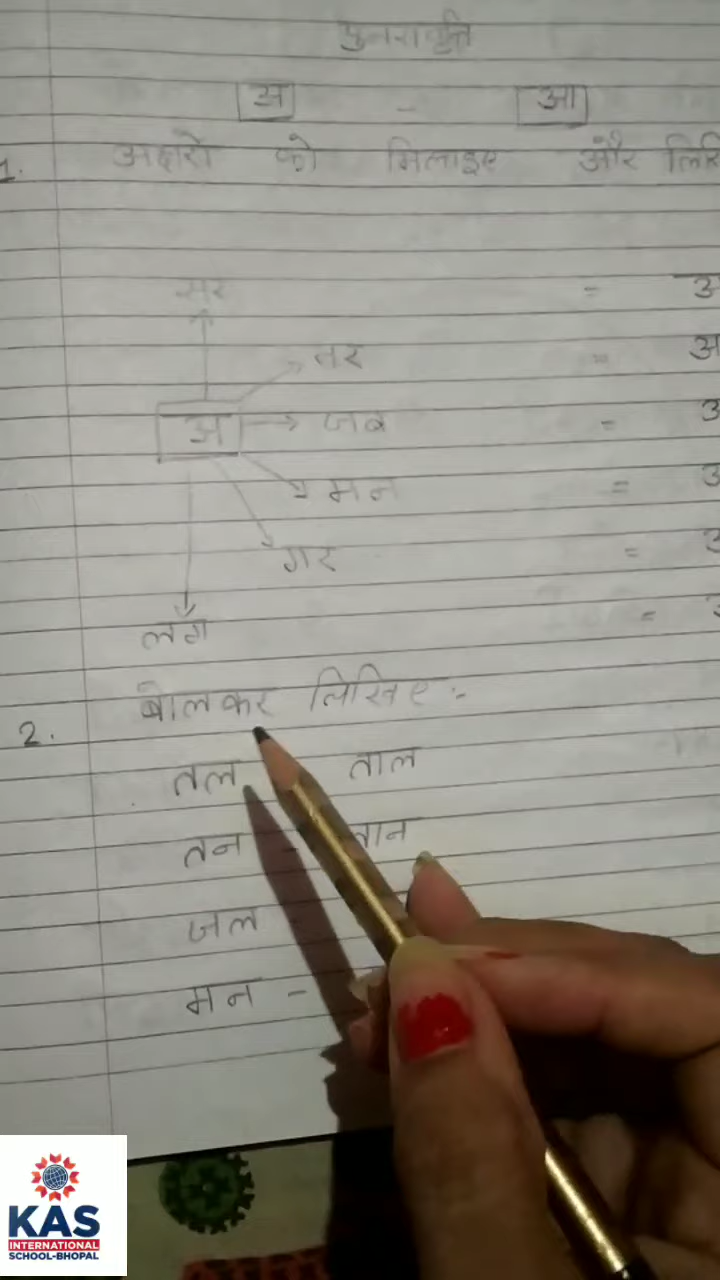 पुनरावृत्ति
अ - आ
1. अक्षरो को मिलाइए और
सर =
नर =
अ जब =
मन =
गर =
लग =
2. बोलकर लिखिए :-
तल ताल
तन - तान
जल
मन -
KAS
INTERNATIONAL
SCHOOL-BHOPAL